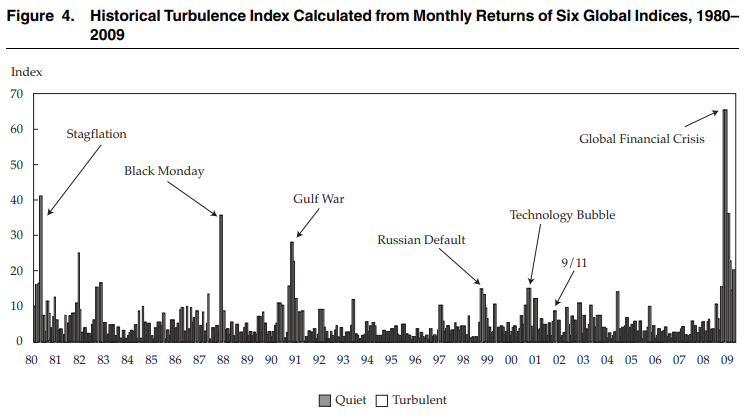 Figure 4. Historical Turbulence Index Calculated from Monthly Returns of Six Global Indices, 1980–
2009
Index
70
60
50
40
30
20
10
0
Stagflation
Black Monday
Gulf War
Russian Default
Technology Bubble
9/11
Global Financial Crisis
80 81 82 83 84 85 86 87 88 89 90 91 92 93 94 95 96 97 98 99 00 01 02 03 04 05 06 07 08 09
Quiet Turbulent